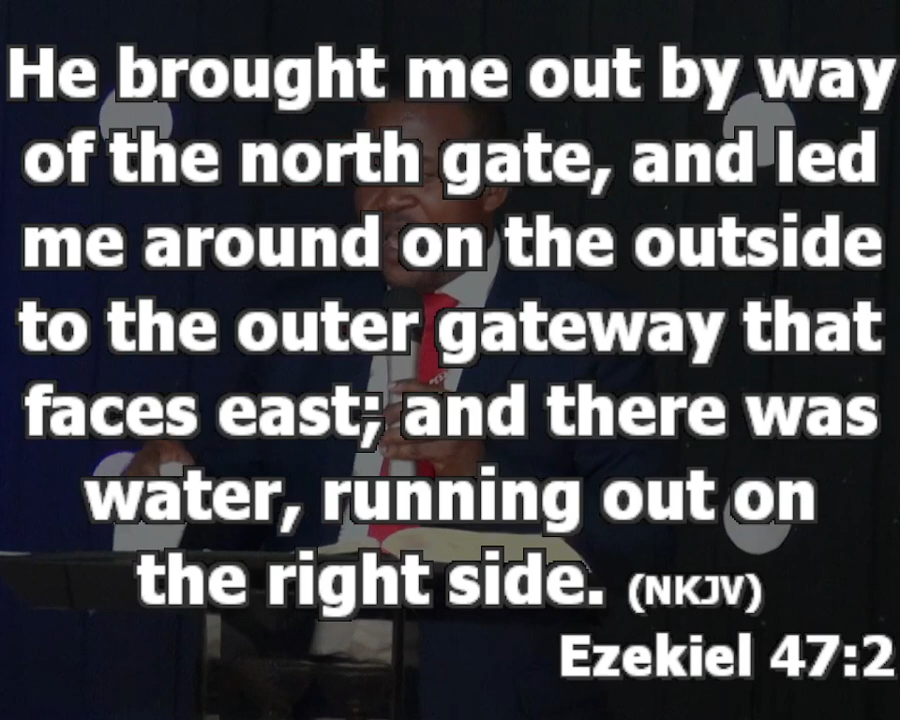 He brought me out by way
of the north gate, and led
me around on the outside
to the outer gateway that
faces east; and there was
water, running out on
the right side. (NKJV)
Ezekiel 47:2